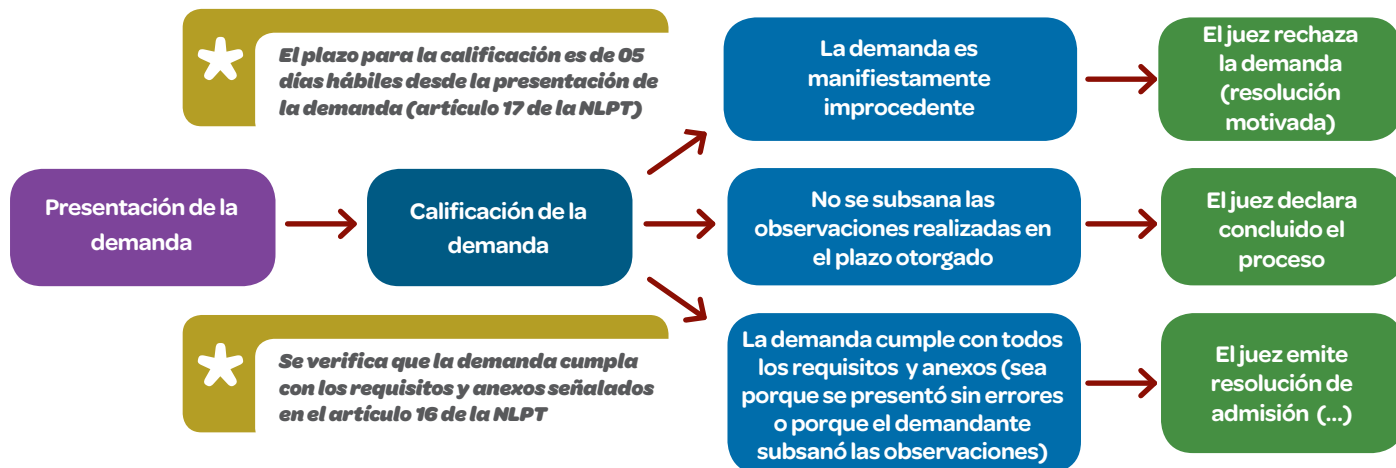 El plazo para la calificación es de 05
días hábiles desde la presentación de
la demanda (artículo 17 de la NLPT)
La demanda es
manifiestamente
improcedente
El juez rechaza
la demanda
(resolución
motivada)
Presentación de la
demanda
Calificación de la
demanda
No se subsana las
observaciones realizadas en
el plazo otorgado
El juez declara
concluido el
proceso
Se verifica que la demanda cumpla
con los requisitos y anexos señalados
en el artículo 16 de la NLPT
La demanda cumple con todos
los requisitos y anexos (sea
porque se presentó sin errores
o porque el demandante
subsanó las observaciones)
El juez emite
resolución de
admisión (...)